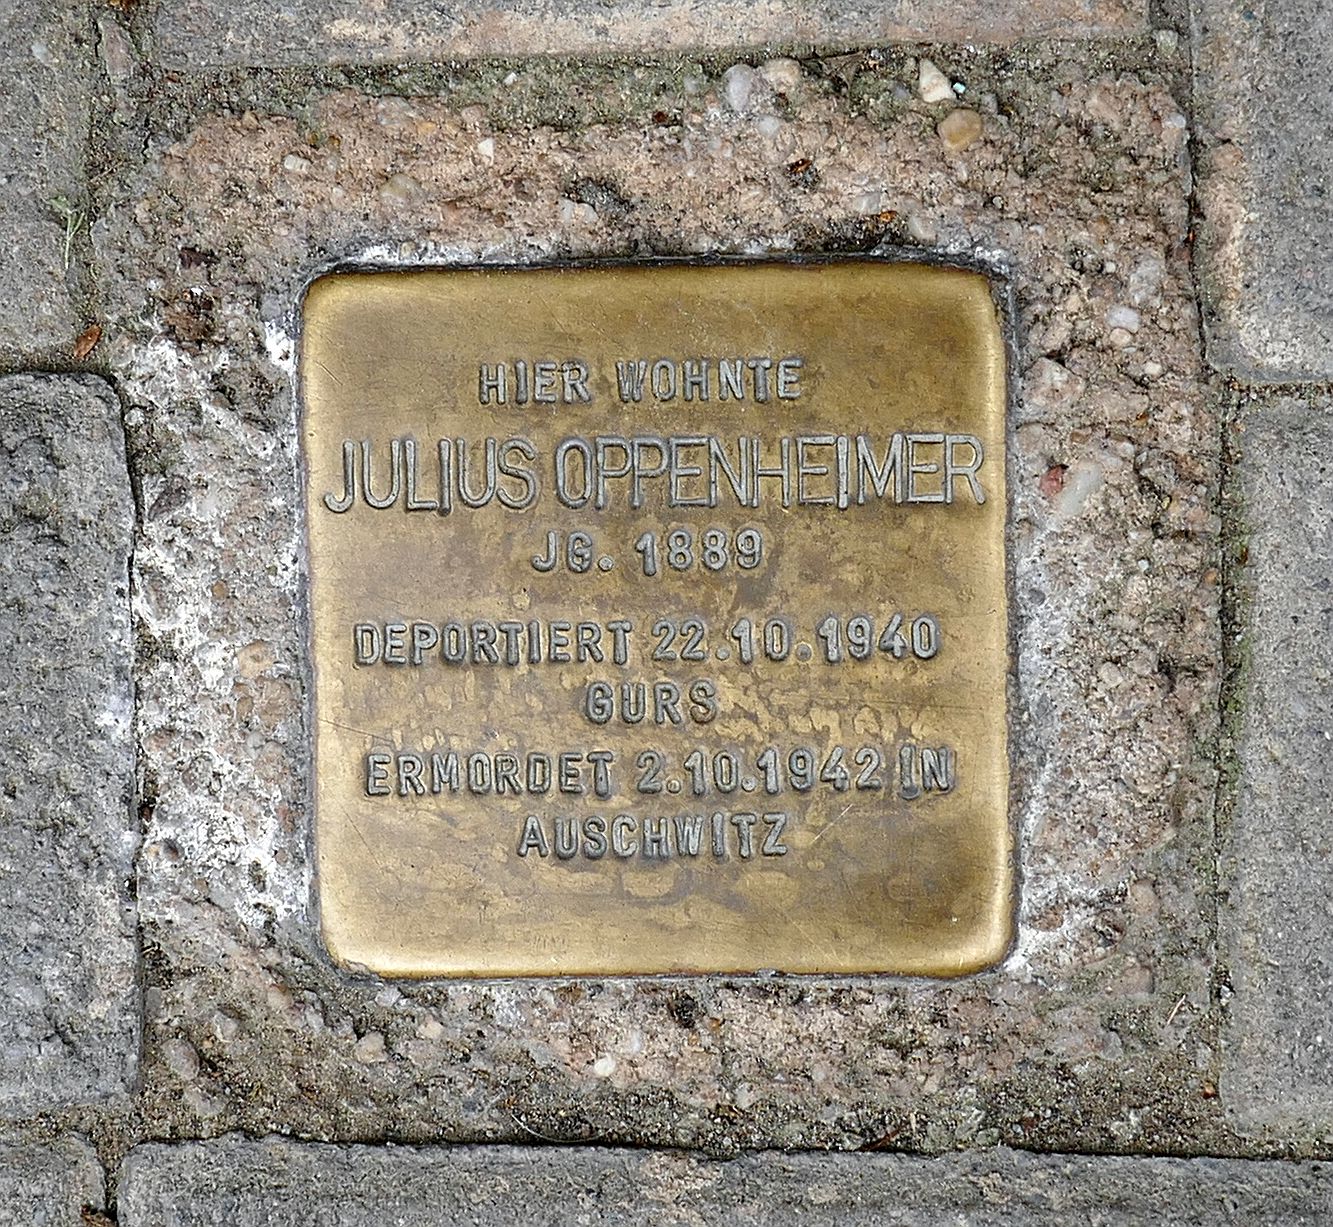 HIER WOHNTE
JULIUS OPPENHEIMER
JG. 1889
DEPORTIERT 22.10.1940
GURS
ERMORDET 2.10.1942 IN
AUSCHWITZ